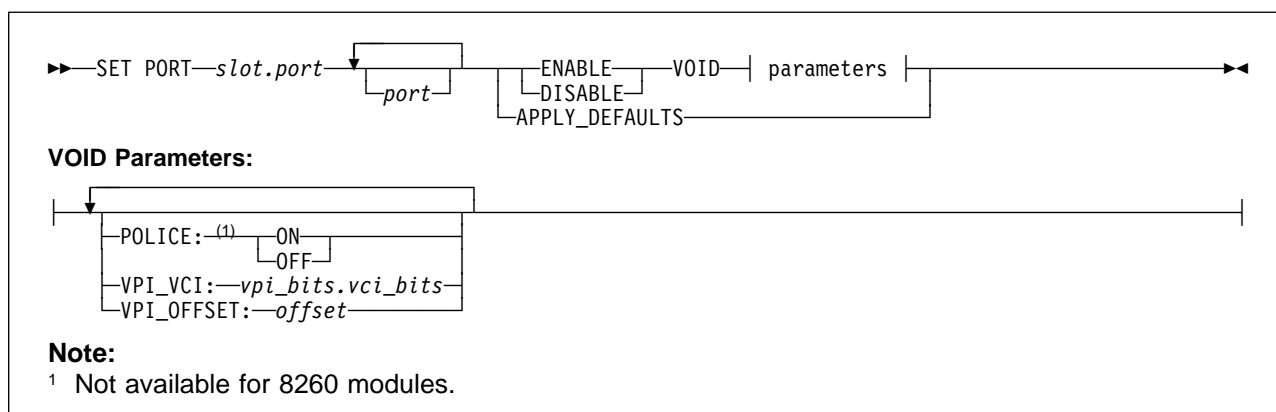 SET PORT slot.port ENABLE VOID parameters
port DISABLE
APPLY_DEFAULTS
VOID Parameters:
POLICE: (1) ON
OFF
VPI_VCI: vpi_bits.vci_bits
VPI_OFFSET: offset
Note:
1 Not available for 8260 modules.